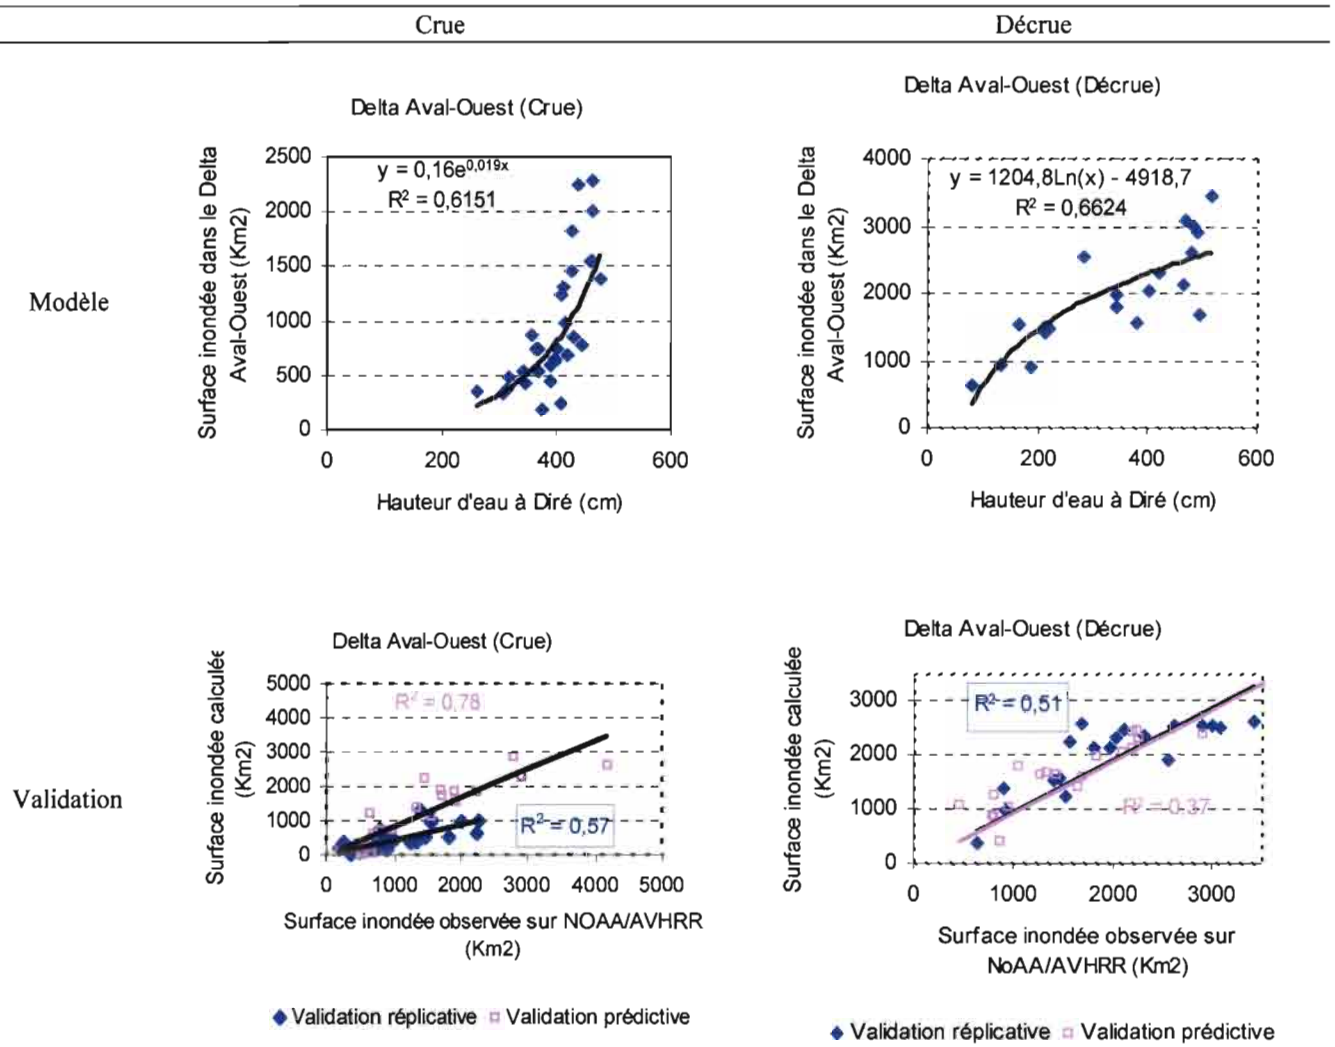 Crue Décrue
Modèle
Delta Aval-Ouest (Crue)
Surface inondée dans le Delta
Aval-Ouest (Km2)
y = 0,16e^0,019x
R² = 0,6151
2500
2000
1500
1000
500
0
0 200 400 600
Hauteur d'eau à Diré (cm)
Delta Aval-Ouest (Décrue)
Surface inondée dans le Delta
Aval-Ouest (Km2)
y = 1204,8Ln(x) - 4918,7
R² = 0,6624
4000
3000
2000
1000
0
0 200 400 600
Hauteur d'eau à Diré (cm)
Validation
Delta Aval-Ouest (Crue)
Surface inondée calculée
(Km2)
R² = 0,78
R² = 0,57
5000
4000
3000
2000
1000
0
0 1000 2000 3000 4000 5000
Surface inondée observée sur NOAA/AVHRR
(Km2)
Validation réplicative Validation prédictive
Delta Aval-Ouest (Décrue)
Surface inondée calculée
(Km2)
R² = 0,51
R² = 0,37
3000
2000
1000
0
0 1000 2000 3000
Surface inondée observée sur
NoAA/AVHRR (Km2)
Validation réplicative Validation prédictive